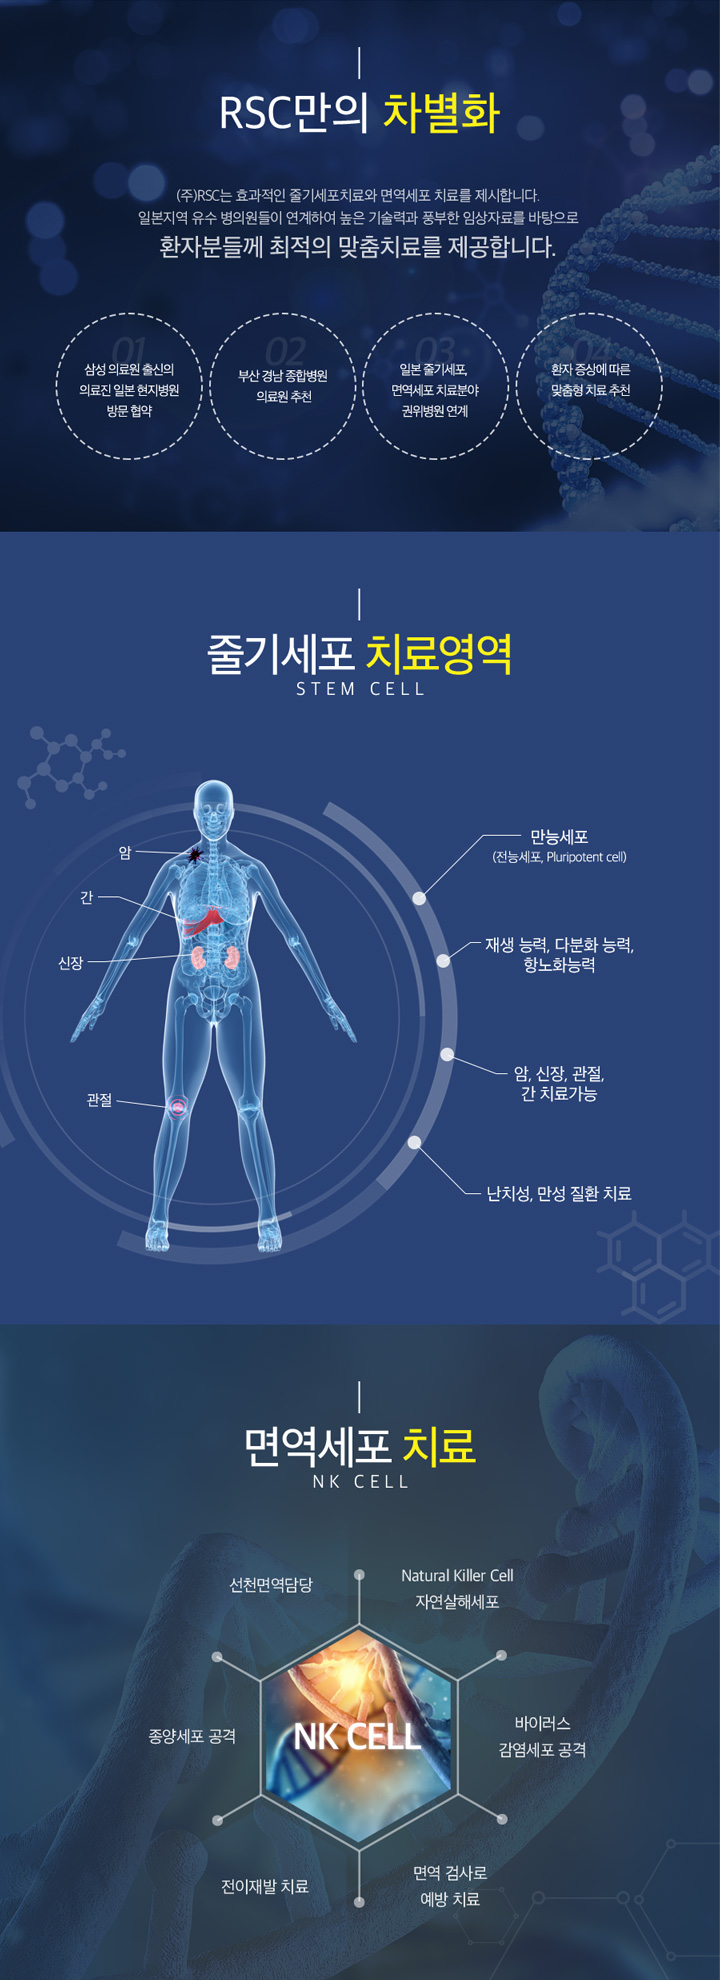 RSC만의 차별화
(주)RSC는 효과적인 줄기세포치료와 면역세포 치료를 제시합니다.
일본지역 유수 병의원들이 연계하여 높은 기술력과 풍부한 임상자료를 바탕으로
환자분들께 최적의 맞춤치료를 제공합니다.
01
삼성 의료원 출신의
의료진 일본 현지병원
방문 협약
02
부산 경남 종합병원
의료원 추천
03
일본 줄기세포,
면역세포 치료분야
권위병원 연계
04
환자 증상에 따른
맞춤형 치료 추천
줄기세포 치료영역
STEM CELL
암
간
신장
관절
만능세포
(전능세포, Pluripotent cell)
재생 능력, 다분화 능력,
항노화능력
암, 신장, 관절,
간 치료가능
난치성, 만성 질환 치료
면역세포 치료
NK CELL
선천면역담당
Natural Killer Cell
자연살해세포
종양세포 공격
NK CELL
바이러스
감염세포 공격
전이재발 치료
면역 검사로
예방 치료